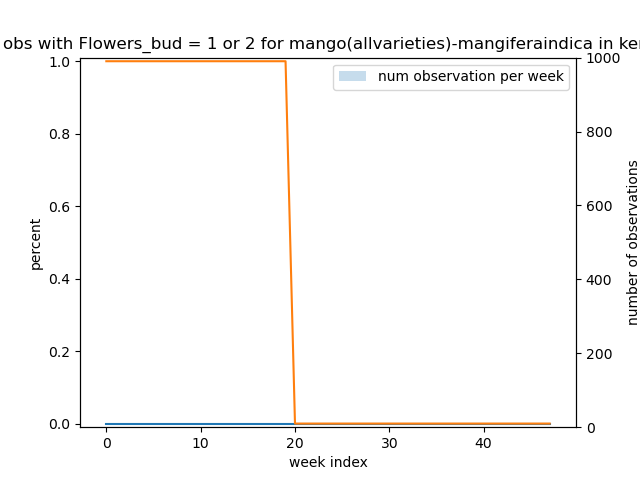 obs with Flowers_bud = 1 or 2 for mango(allvarieties)-mangiferaindica in
num observation per week
1.0
0.8
0.6
0.4
0.2
0.0
percent
1000
800
600
400
200
0
number of observations
0 10 20 30 40
week index